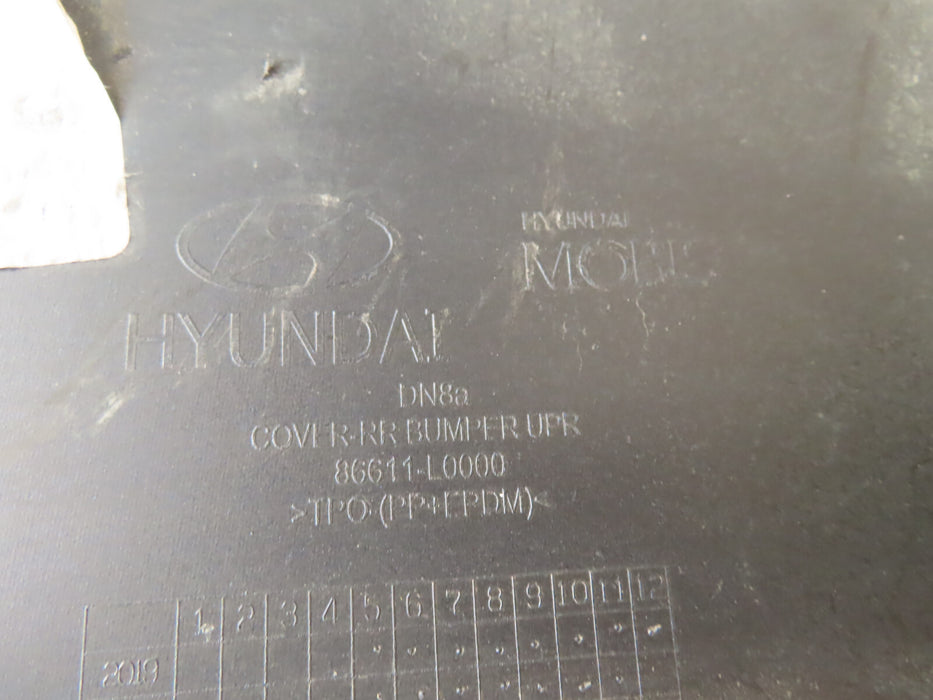 HYUNDAI
MOBIS
HYUNDAI
DN8a
COVER-RR BUMPER UPR
86611-L0000
>TPO-(PP+EPDM)<
1 2 3 4 5 6 7 8 9 10 11 12
2019